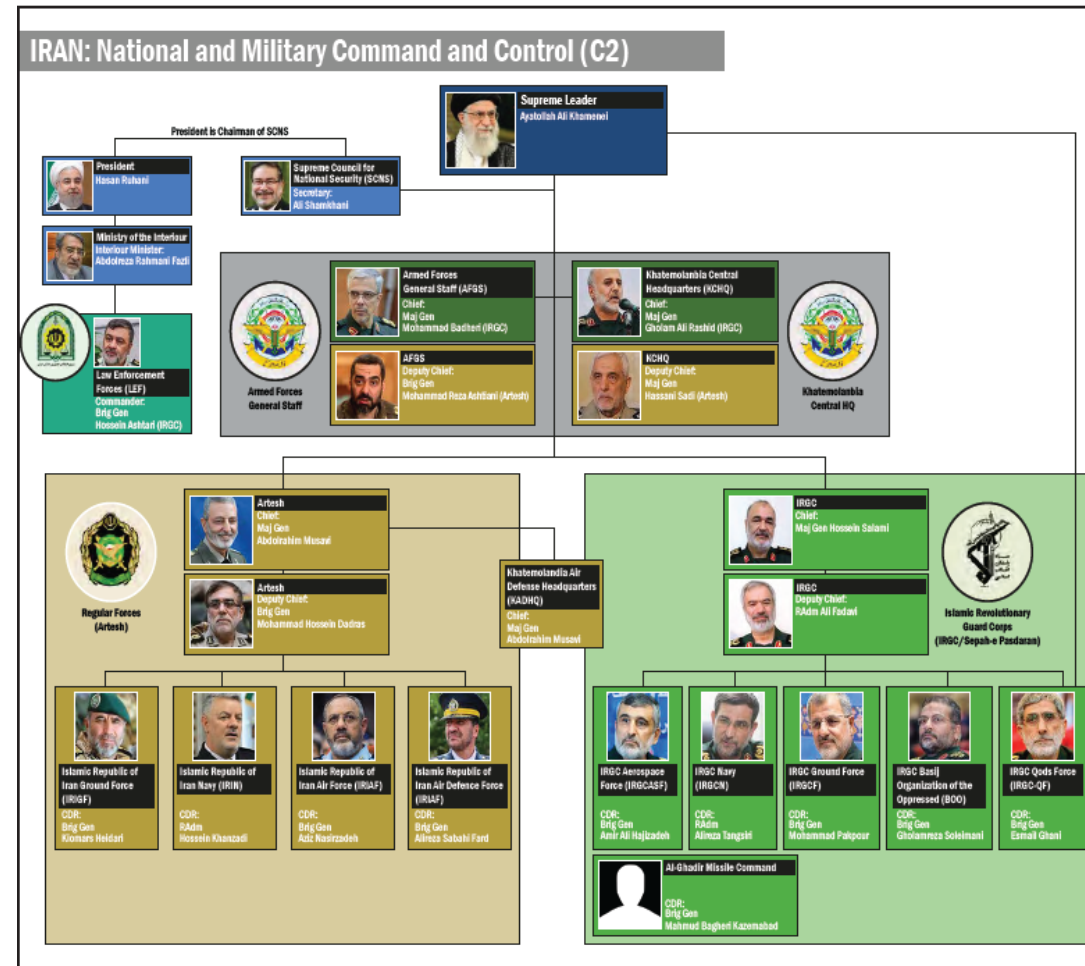 IRAN: National and Military Command and Control (C2)
Supreme Leader
Ayatollah Ali Khamenei
President is Chairman of SCNS
President
Hasan Ruhani
Supreme Council for
National Security (SCNS)
Secretary:
Ali Shamkhani
Ministry of the Interiour
Interiour Minister:
Abdolreza Rahmani Fazli
Law Enforcement
Forces (LEF)
Commander:
Brig Gen
Hossein Ashtari (IRGC)
Armed Forces
General Staff
Armed Forces
General Staff (AFGS)
Chief:
Maj Gen
Mohammad Badheri (IRGC)
Khatemolanbia Central
Headquarters (KCHQ)
Chief:
Maj Gen
Gholam Ali Rashid (IRGC)
AFGS
Deputy Chief:
Brig Gen
Mohammad Reza Ashtiani (Artesh)
KCHQ
Deputy Chief:
Maj Gen
Hassani Sadi (Artesh)
Khatemolanbia
Central HQ
Regular Forces
(Artesh)
Artesh
Chief:
Maj Gen
Abdolrahim Musavi
Artesh
Deputy Chief:
Brig Gen
Mohammad Hossein Dadras
Khatemolandia Air
Defense Headquarters
(KADHQ)
Chief:
Maj Gen
Abdolrahim Musavi
IRGC
Chief:
Maj Gen Hossein Salami
IRGC
Deputy Chief:
RAdm Ali Fadavi
Islamic Revolutionary
Guard Corps
(IRGC/Sepah-e Pasdaran)
Islamic Republic of
Iran Ground Force
(IRIGF)
CDR:
Brig Gen
Kiomars Heidari
Islamic Republic of
Iran Navy (IRIN)
CDR:
RAdm
Hossein Khanzadi
Islamic Republic of
Iran Air Force (IRIAF)
CDR:
Brig Gen
Aziz Nasirzadeh
Islamic Republic of
Iran Air Defence Force
(IRIAF)
CDR:
Brig Gen
Alireza Sabahi Fard
IRGC Aerospace
Force (IRGCASF)
CDR:
Brig Gen
Amir Ali Hajizadeh
IRGC Navy
(IRGCN)
CDR:
RAdm
Alireza Tangsiri
IRGC Ground Force
(IRGCF)
CDR:
Brig Gen
Mohammad Pakpour
IRGC Basij
Organization of the
Oppressed (BOO)
CDR:
Brig Gen
Gholamreza Soleimani
IRGC Qods Force
(IRGC-QF)
CDR:
Brig Gen
Esmail Ghani
Al-Ghadir Missile Command
CDR:
Brig Gen
Mahmud Bagheri Kazemabad